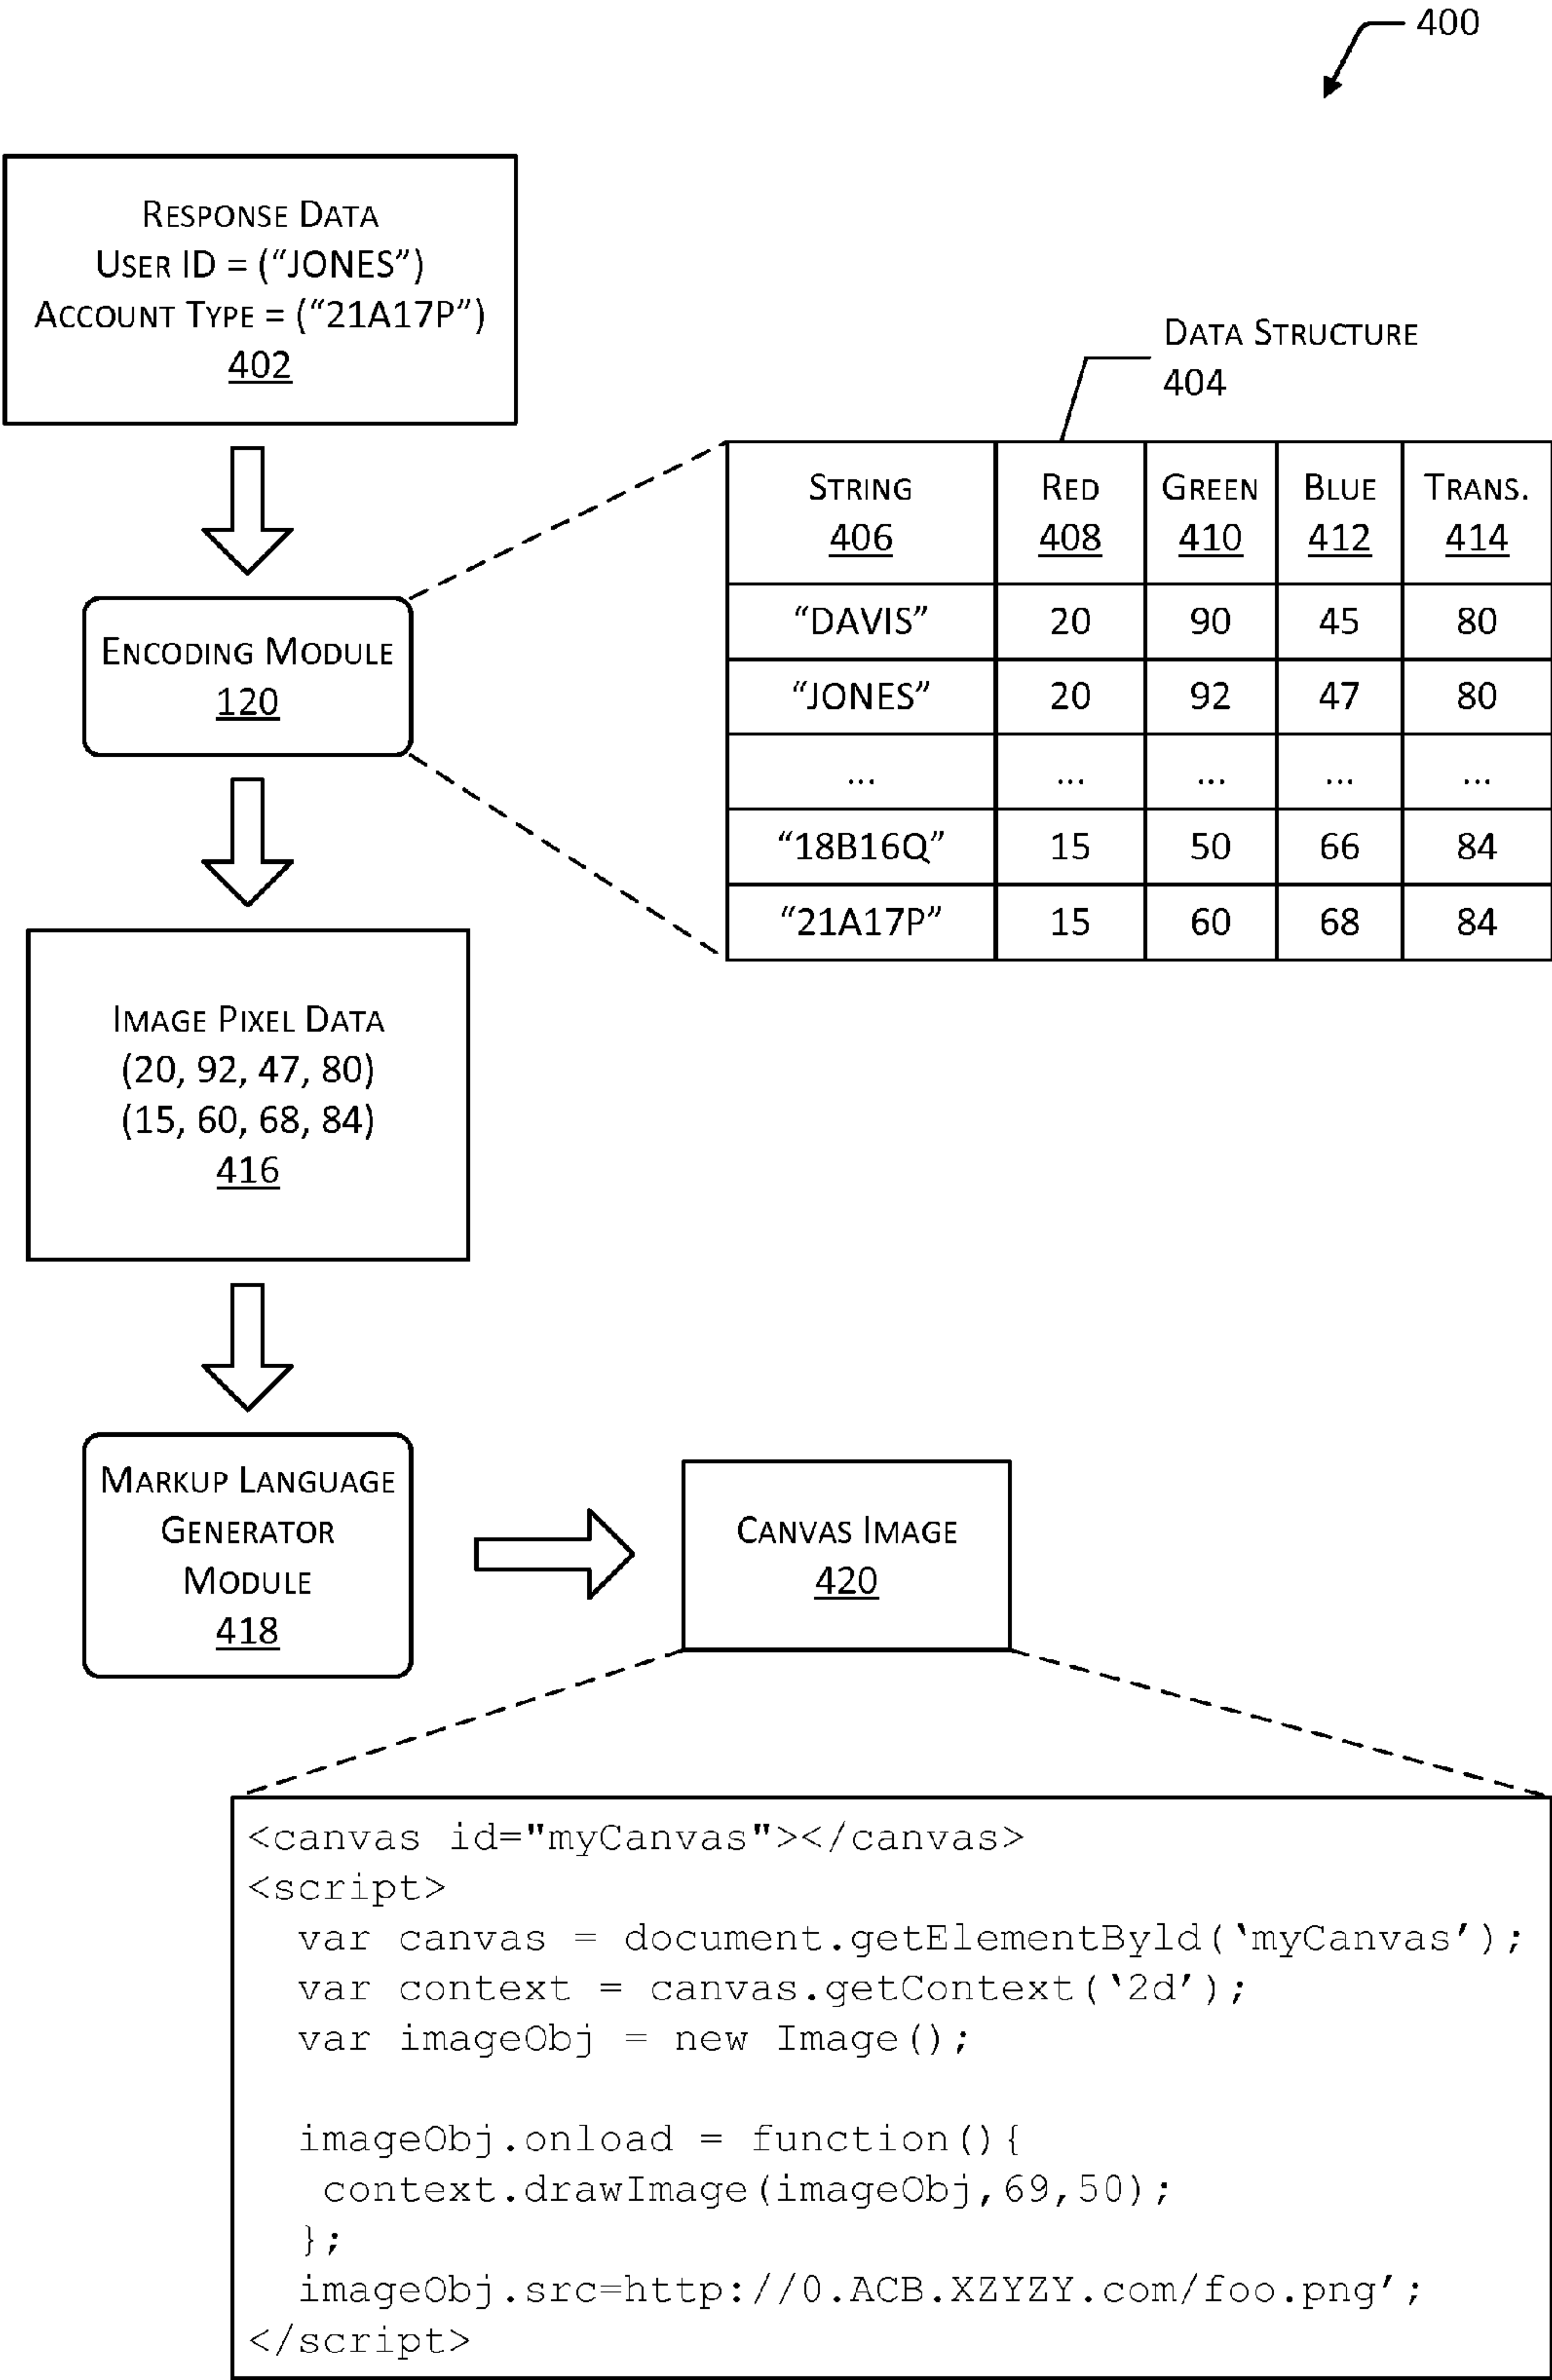 400
RESPONSE DATA
USER ID = (“JONES”)
ACCOUNT TYPE = (“21A17P”)
402
DATA STRUCTURE
404
ENCODING MODULE
120
STRING RED GREEN BLUE TRANS.
406 408 410 412 414
“DAVIS” 20 90 45 80
“JONES” 20 92 47 80
... ... ... ... ...
“18B16Q” 15 50 66 84
“21A17P” 15 60 68 84
IMAGE PIXEL DATA
(20, 92, 47, 80)
(15, 60, 68, 84)
416
MARKUP LANGUAGE
GENERATOR
MODULE
418
CANVAS IMAGE
420
<canvas id="myCanvas"></canvas>
<script>
var canvas = document.getElementByld(‘myCanvas’);
var context = canvas.getContext(‘2d’);
var imageObj = new Image();
imageObj.onload = function(){
context.drawImage(imageObj,69,50);
};
imageObj.src=http://0.ACB.XZYZY.com/foo.png’;
</script>